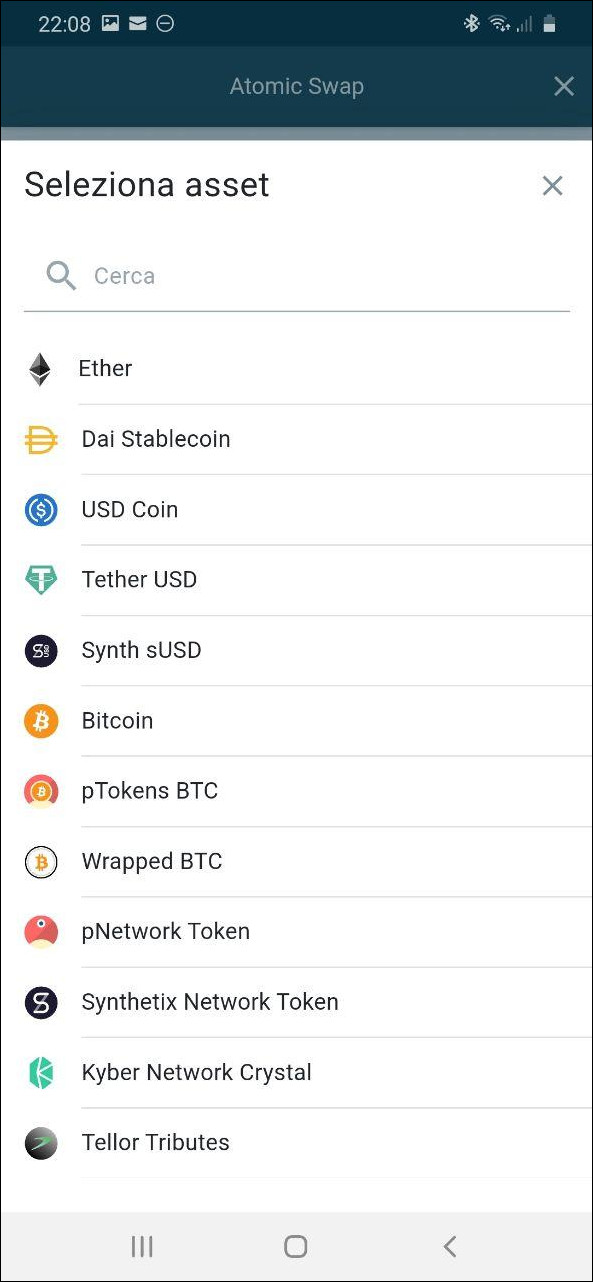 22:08
Atomic Swap
Seleziona asset
Cerca
Ether
Dai Stablecoin
USD Coin
Tether USD
Synth sUSD
Bitcoin
pTokens BTC
Wrapped BTC
pNetwork Token
Synthetix Network Token
Kyber Network Crystal
Tellor Tributes